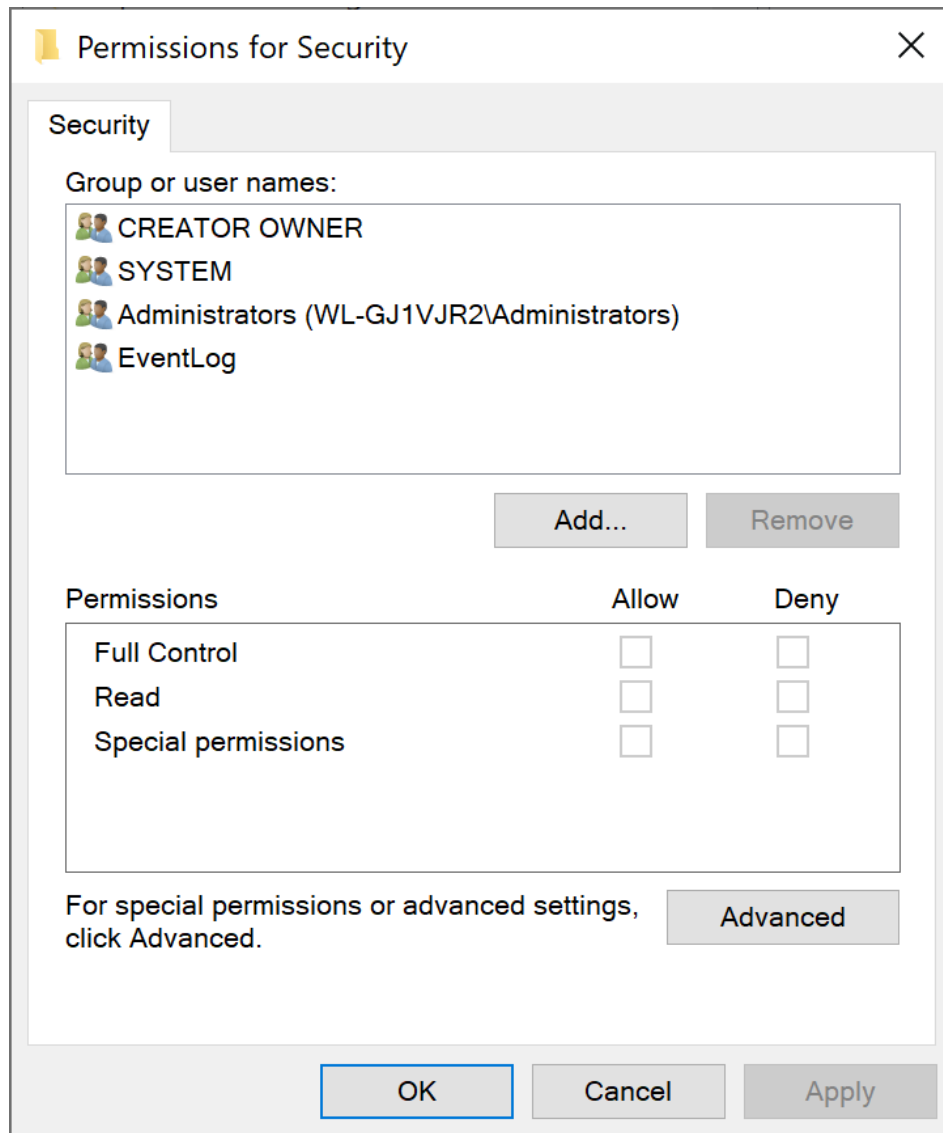 Permissions for Security
Security
Group or user names:
CREATOR OWNER
SYSTEM
Administrators (WL-GJ1VJR2\Administrators)
EventLog
Add...
Remove
Permissions Allow Deny
Full Control
Read
Special permissions
For special permissions or advanced settings,
click Advanced.
Advanced
OK Cancel Apply